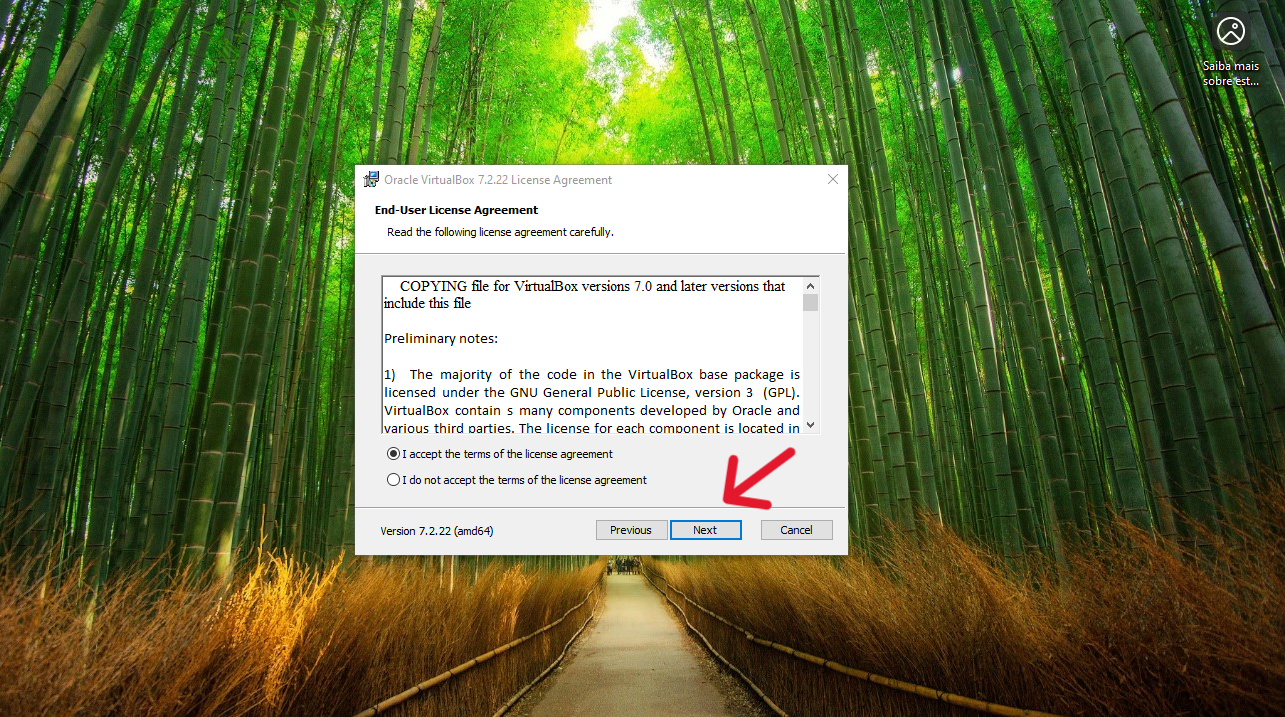 Saiba mais
sobre est...
Oracle VirtualBox 7.2.22 License Agreement
End-User License Agreement
Read the following license agreement carefully.
COPYING file for VirtualBox versions 7.0 and later versions that
include this file
Preliminary notes:
1) The majority of the code in the VirtualBox base package is
licensed under the GNU General Public License, version 3 (GPL).
VirtualBox contain s many components developed by Oracle and
various third parties. The license for each component is located in
I accept the terms of the license agreement
I do not accept the terms of the license agreement
Version 7.2.22 (amd64)
Previous
Next
Cancel